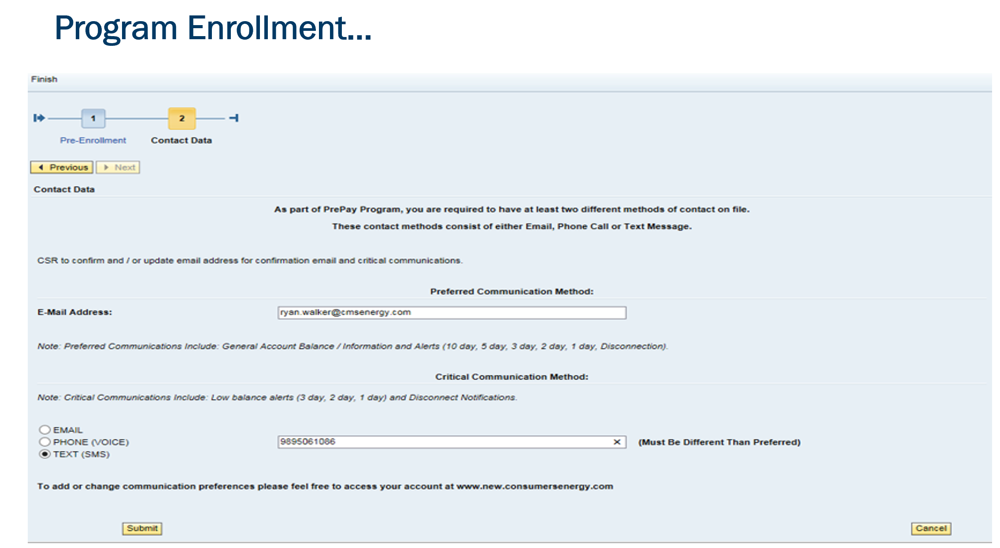 Program Enrollment...
Finish
1
2
Pre-Enrollment
Contact Data
Previous
Next
Contact Data
As part of PrePay Program, you are required to have at least two different methods of contact on file.
These contact methods consist of either Email, Phone Call or Text Message.
CSR to confirm and / or update email address for confirmation email and critical communications.
Preferred Communication Method:
E-Mail Address:
ryan.walker@cmsenergy.com
Note: Preferred Communications Include: General Account Balance / Information and Alerts (10 day, 5 day, 3 day, 2 day, 1 day, Disconnection).
Critical Communication Method:
Note: Critical Communications Include: Low balance alerts (3 day, 2 day, 1 day) and Disconnect Notifications.
EMAIL
PHONE (VOICE)
TEXT (SMS)
9895061086
(Must Be Different Than Preferred)
To add or change communication preferences please feel free to access your account at www.new.consumersenergy.com
Submit
Cancel